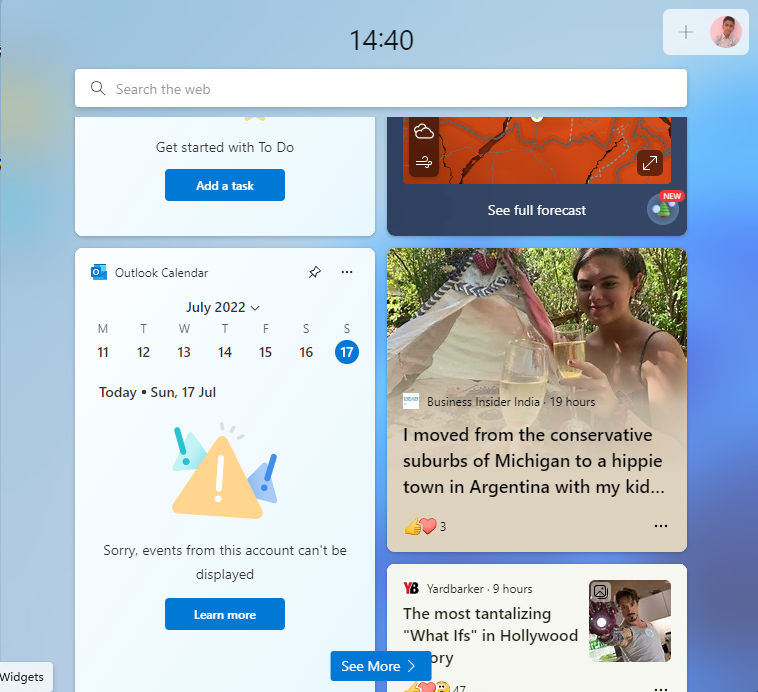 14:40
Search the web
Get started with To Do
Add a task
See full forecast
NEW
Outlook Calendar
July 2022
M T W T F S S
11 12 13 14 15 16 17
Today • Sun, 17 Jul
Sorry, events from this account can't be
displayed
Learn more
Business Insider India · 19 hours
I moved from the conservative
suburbs of Michigan to a hippie
town in Argentina with my kid...
3
YB Yardbarker · 9 hours
The most tantalizing
"What Ifs" in Hollywood
47
See More
Widgets